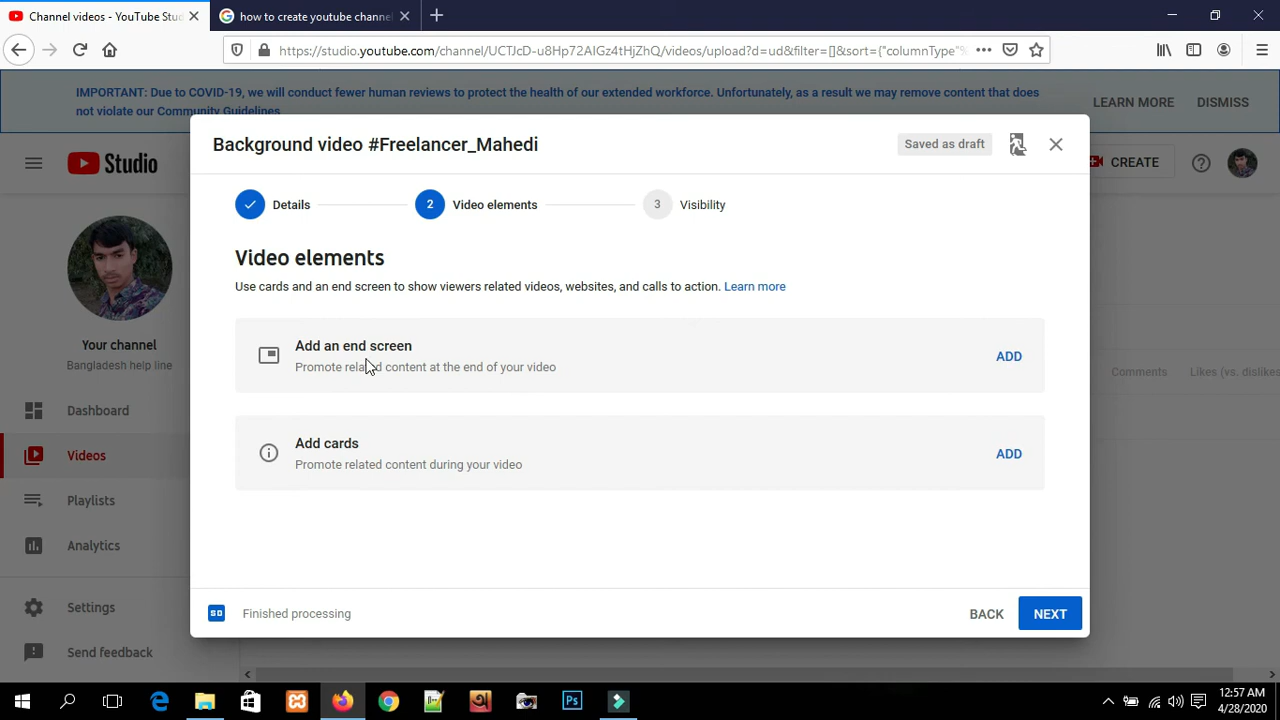 Channel videos - YouTube Stud
how to create youtube channel
https://studio.youtube.com/channel/UCTJcD-u8Hp72AIGz4tHjZhQ/videos/upload?d=ud&filter=[]&sort={"columnType"
IMPORTANT: Due to COVID-19, we will conduct fewer human reviews to protect the health of our extended workforce. Unfortunately, as a result we may remove content that does
not violate our Community Guidelines.
LEARN MORE
DISMISS
Studio
CREATE
Background video #Freelancer_Mahedi
Saved as draft
Details
2
Video elements
3
Visibility
Video elements
Use cards and an end screen to show viewers related videos, websites, and calls to action. Learn more
Add an end screen
Promote related content at the end of your video
ADD
Add cards
Promote related content during your video
ADD
SD
Finished processing
BACK
NEXT
Your channel
Bangladesh help line
Dashboard
Videos
Playlists
Analytics
Settings
Send feedback
Comments
Likes (vs. dislikes
Ps
12:57 AM
4/28/2020